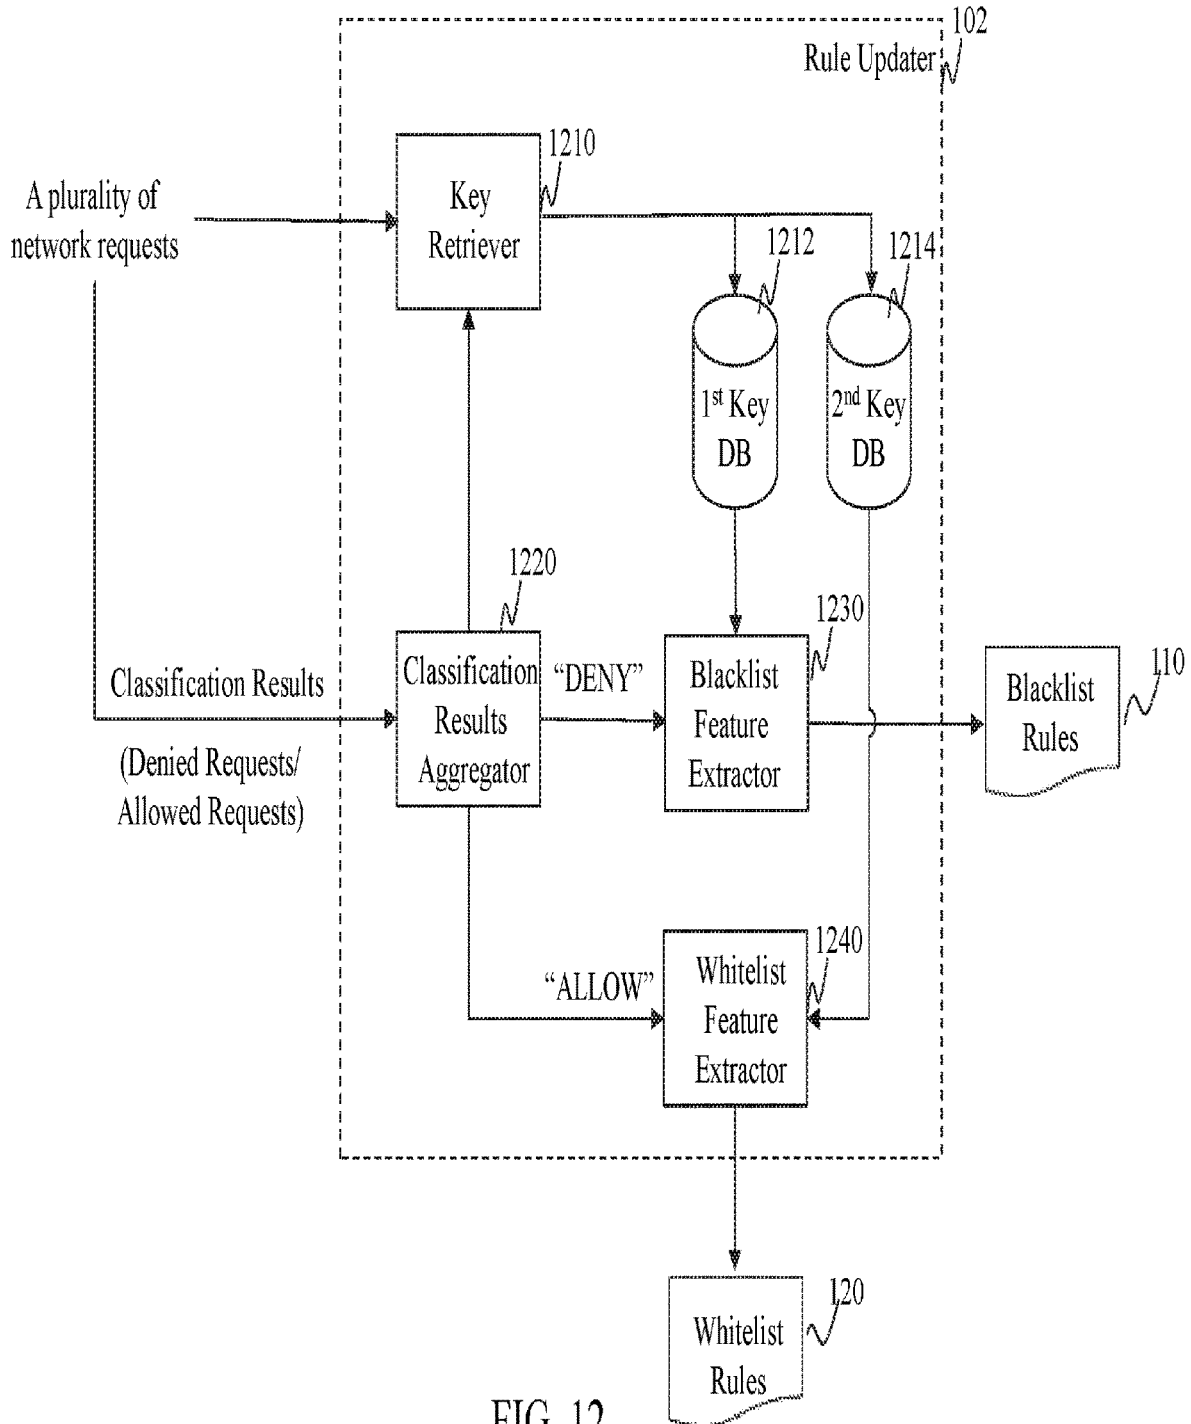 102
Rule Updater
1210
A plurality of
network requests
Key
Retriever
1212
1214
1st Key
DB
2nd Key
DB
1220
1230
110
Classification Results
(Denied Requests/
Allowed Requests)
Classification
Results
Aggregator
“DENY”
Blacklist
Feature
Extractor
Blacklist
Rules
1240
“ALLOW”
Whitelist
Feature
Extractor
120
Whitelist
Rules
FIG. 12